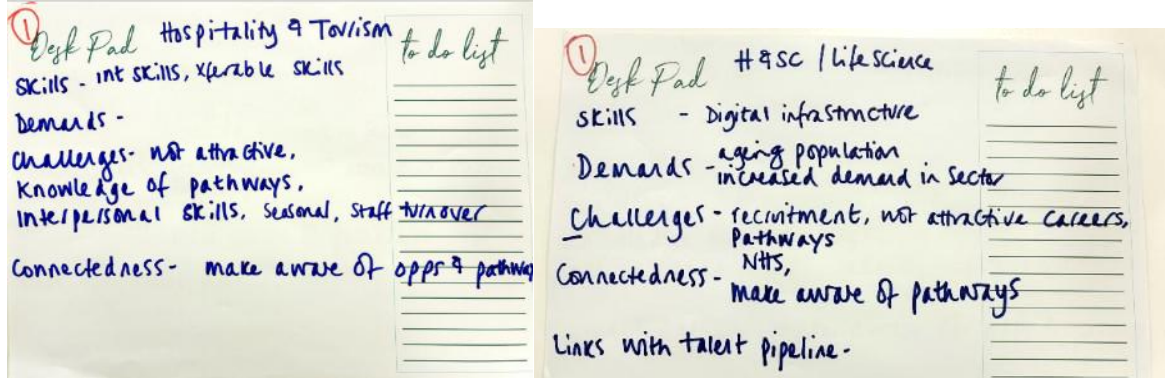 1
Desk Pad
Hospitality & Tourism
to do list
Skills - int skills, xferable skills
Demands -
Challenges - not attractive,
Knowledge of pathways,
Interpersonal skills, Seasonal, Staff turnover
Connectedness - make aware of opps & pathway
1
Desk Pad
H&SC / Life Science
to do list
Skills - Digital infrastructure
Demands - ageing population
increased demand in sector
Challenges - recruitment, not attractive careers,
Pathways
NHS,
Connectedness -
make aware of pathways
Links with talent pipeline -